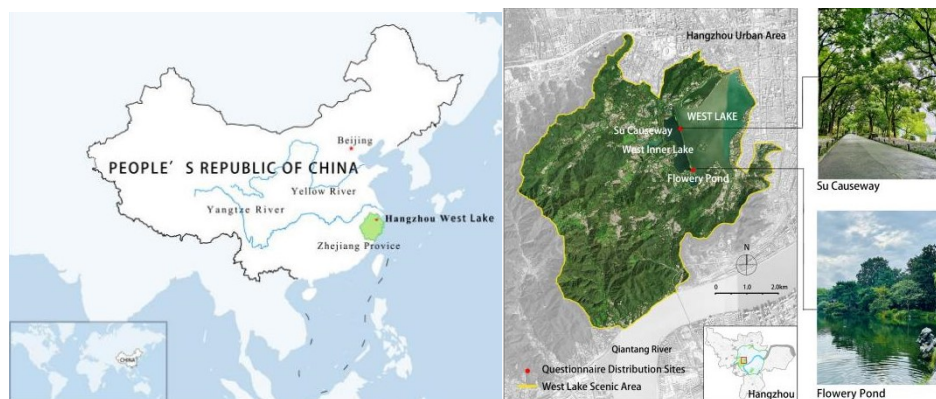 Beijing
PEOPLE'S REPUBLIC OF CHINA
Yellow River
Yangtze River
Hangzhou West Lake
Zhejiang Provice
CHINA
Hangzhou Urban Area
WEST LAKE
Su Causeway
West Inner Lake
Flowery Pond
N
0 1.0 2.0km
Qiantang River
Questionnaire Distribution Sites
West Lake Scenic Area
Hangzhou
Su Causeway
Flowery Pond